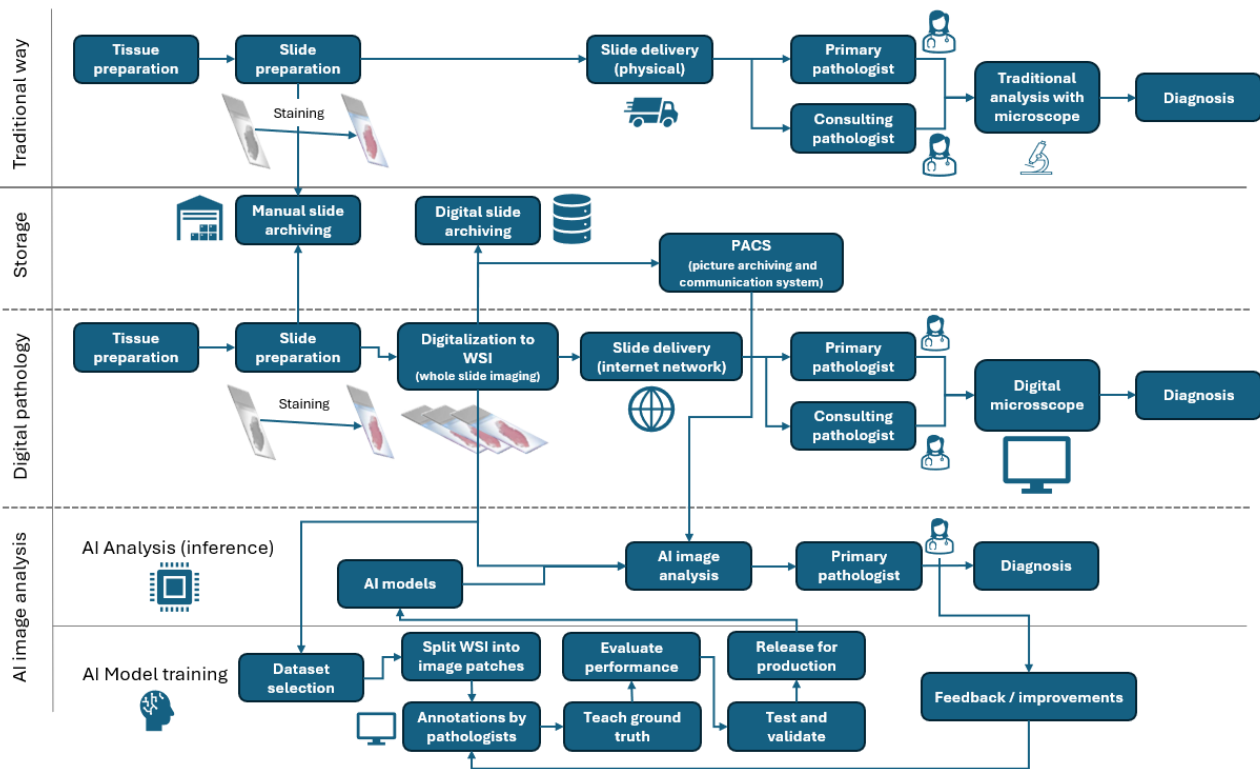 Traditional way
Tissue
preparation
Slide
preparation
Staining
Slide delivery
(physical)
Primary
pathologist
Consulting
pathologist
Traditional
analysis with
microscope
Diagnosis
Storage
Manual slide
archiving
Digital slide
archiving
PACS
(picture archiving and
communication system)
Digital pathology
Tissue
preparation
Slide
preparation
Staining
Digitalization to
WSI
(whole slide imaging)
Slide delivery
(internet network)
Primary
pathologist
Consulting
pathologist
Digital
microsscope
Diagnosis
AI image analysis
AI Analysis (inference)
AI models
AI image
analysis
Primary
pathologist
Diagnosis
AI Model training
Dataset
selection
Split WSI into
image patches
Annotations by
pathologists
Evaluate
performance
Teach ground
truth
Release for
production
Test and
validate
Feedback / improvements